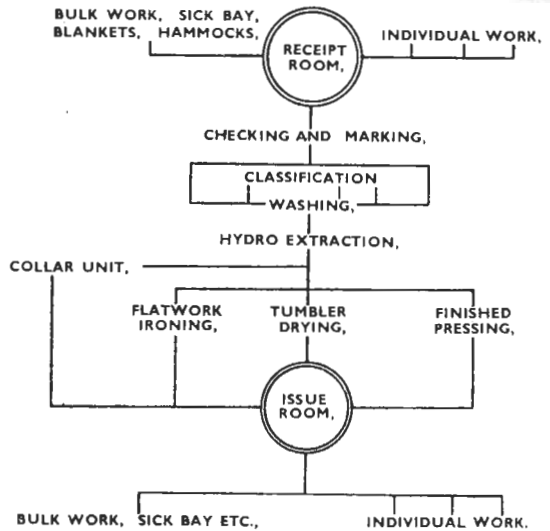 BULK WORK, SICK BAY,
BLANKETS, HAMMOCKS,
RECEIPT
ROOM,
INDIVIDUAL WORK,
CHECKING AND MARKING,
CLASSIFICATION
WASHING,
HYDRO EXTRACTION,
COLLAR UNIT,
FLATWORK
IRONING,
TUMBLER
DRYING,
FINISHED
PRESSING,
ISSUE
ROOM,
BULK WORK, SICK BAY ETC.,
INDIVIDUAL WORK.